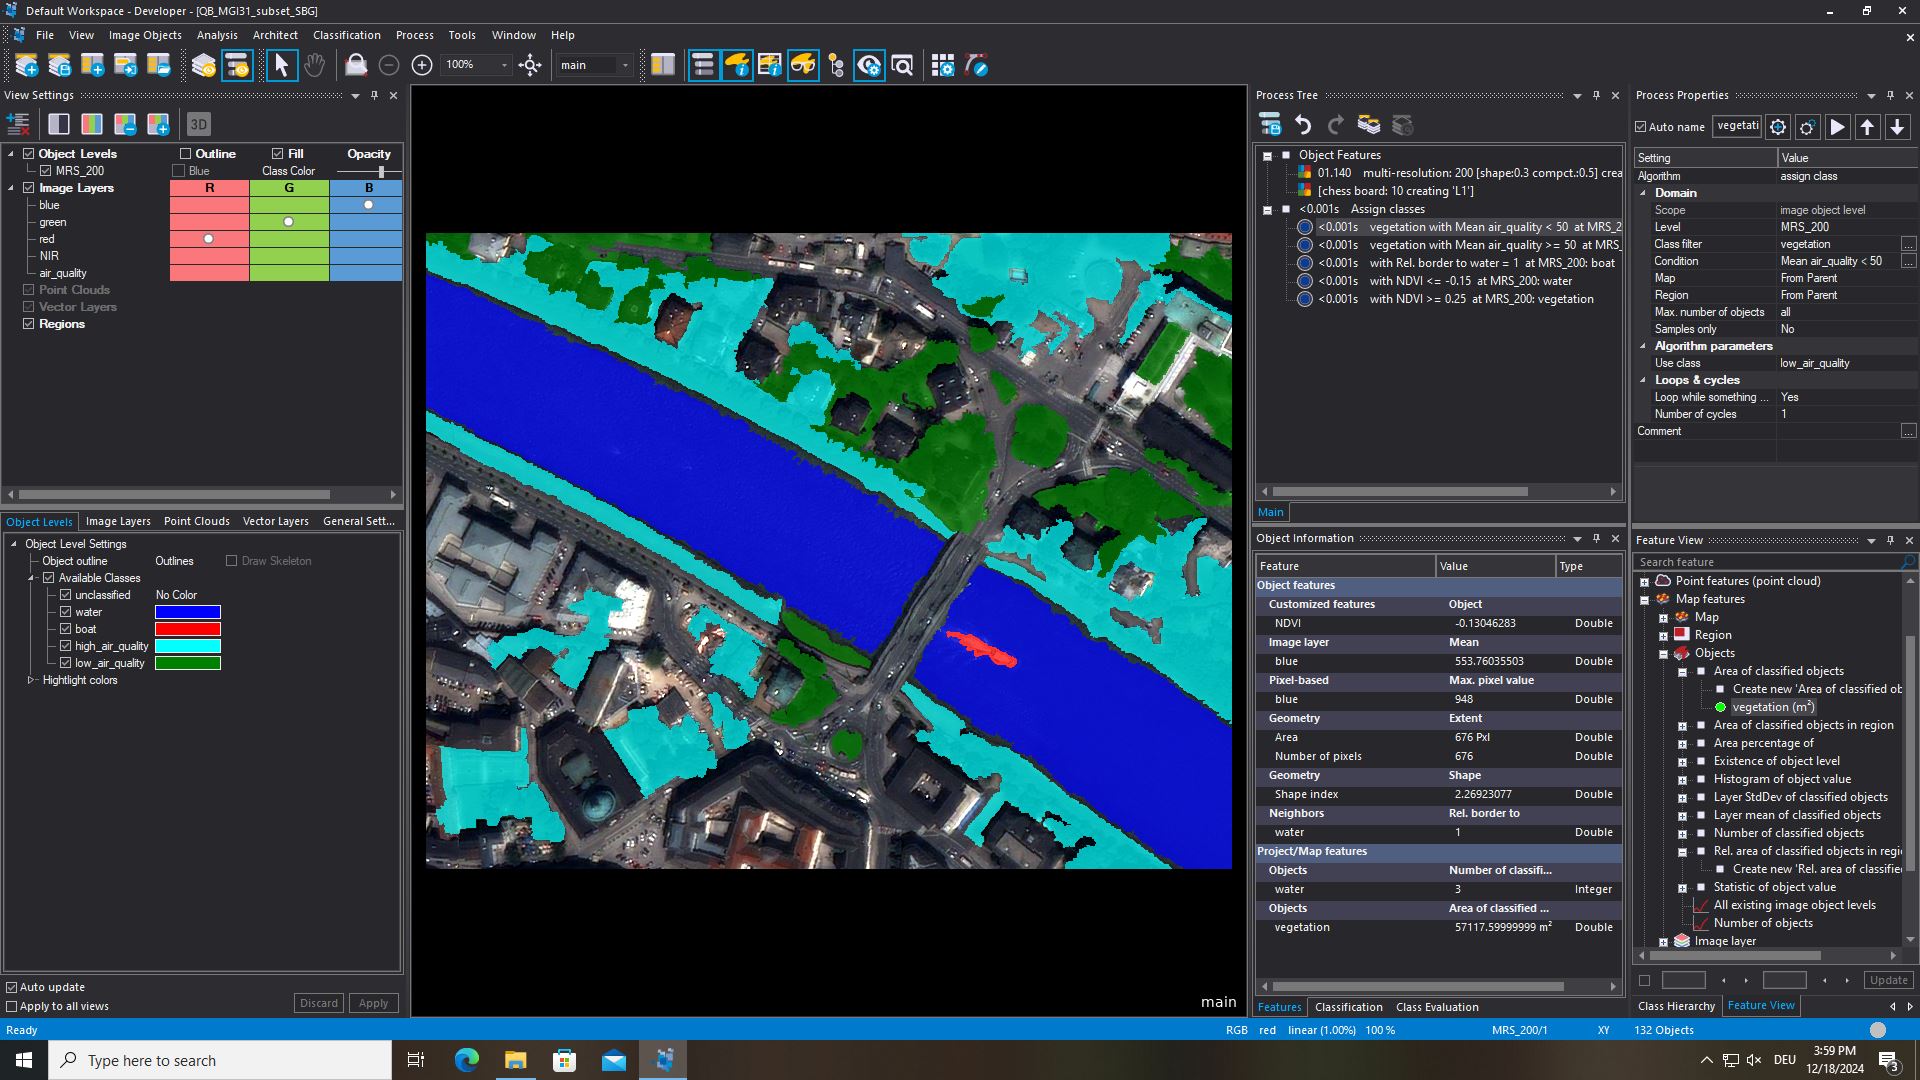 Default Workspace - Developer - [QB_MGI31_subset_SBG]
File View Image Objects Analysis Architect Classification Process Tools Window Help
100% main
View Settings
3D
Object Levels Outline Fill Opacity
MRS_200 Blue Class Color
Image Layers R G B
blue
green
red
NIR
air_quality
Point Clouds
Vector Layers
Regions
Object Levels Image Layers Point Clouds Vector Layers General Sett...
Object Level Settings
Object outline Outlines Draw Skeleton
Available Classes
unclassified No Color
water
boat
high_air_quality
low_air_quality
Hightlight colors
Auto update
Apply to all views Discard Apply
main
Process Tree
Object Features
01.140 multi-resolution: 200 [shape:0.3 compct.:0.5] crea
[chess board: 10 creating 'L1']
<0.001s Assign classes
<0.001s vegetation with Mean air_quality < 50 at MRS_2
<0.001s vegetation with Mean air_quality >= 50 at MRS_
<0.001s with Rel. border to water = 1 at MRS_200: boat
<0.001s with NDVI <= -0.15 at MRS_200: water
<0.001s with NDVI >= 0.25 at MRS_200: vegetation
Main
Object Information
Feature Value Type
Object features
Customized features Object
NDVI -0.13046283 Double
Image layer Mean
blue 553.76035503 Double
Pixel-based Max. pixel value
blue 948 Double
Geometry Extent
Area 676 Pxl Double
Number of pixels 676 Double
Geometry Shape
Shape index 2.26923077 Double
Neighbors Rel. border to
water 1 Double
Project/Map features
Objects Number of classifi...
water 3 Integer
Objects Area of classified ...
vegetation 57117.59999999 m² Double
Features Classification Class Evaluation
Process Properties
Auto name vegetati
Setting Value
Algorithm assign class
Domain
Scope image object level
Level MRS_200
Class filter vegetation ...
Condition Mean air_quality < 50 ...
Map From Parent
Region From Parent
Max. number of objects all
Samples only No
Algorithm parameters
Use class low_air_quality
Loops & cycles
Loop while something ... Yes
Number of cycles 1
Comment ...
Feature View
Search feature
Point features (point cloud)
Map features
Map
Region
Objects
Area of classified objects
Create new 'Area of classified ob
vegetation (m²)
Area of classified objects in region
Area percentage of
Existence of object level
Histogram of object value
Layer StdDev of classified objects
Layer mean of classified objects
Number of classified objects
Rel. area of classified objects in regi
Create new 'Rel. area of classifie
Statistic of object value
All existing image object levels
Number of objects
Image layer
Update
Class Hierarchy Feature View
Ready RGB red linear (1.00%) 100 % MRS_200/1 XY 132 Objects
Type here to search DEU 3:59 PM
12/18/2024 3